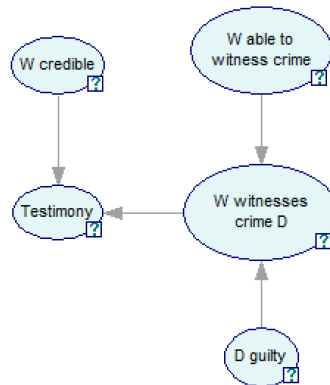 W credible
?
W able to
witness crime
?
Testimony
?
W witnesses
crime D
?
D guilty
?